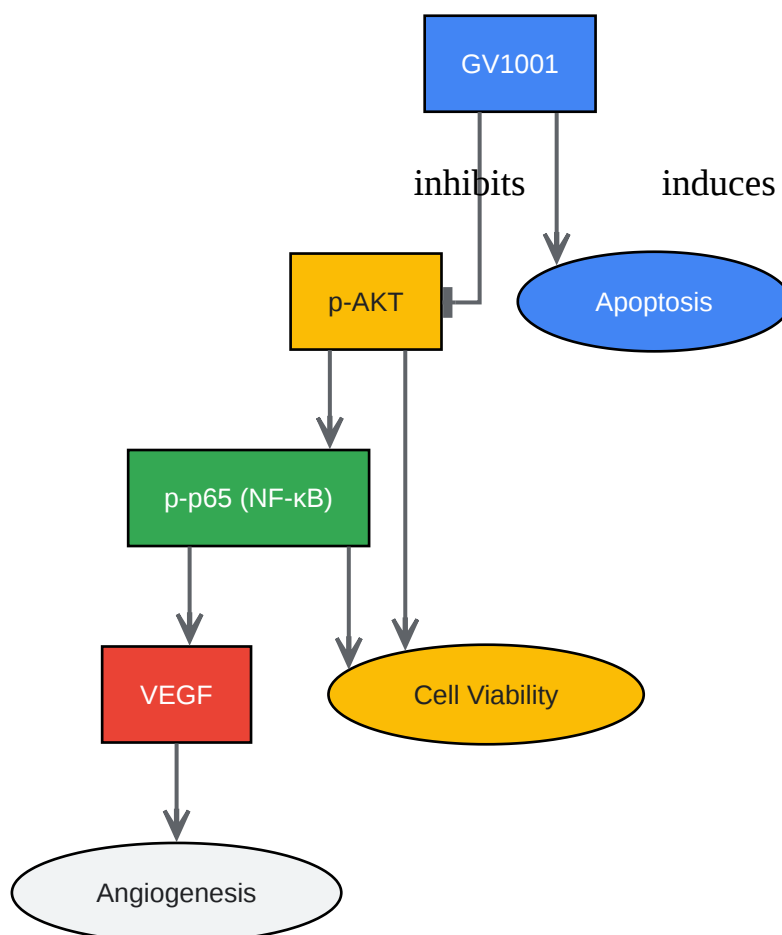 GV1001
inhibits
induces
p-AKT
Apoptosis
p-p65 (NF-κB)
VEGF
Cell Viability
Angiogenesis